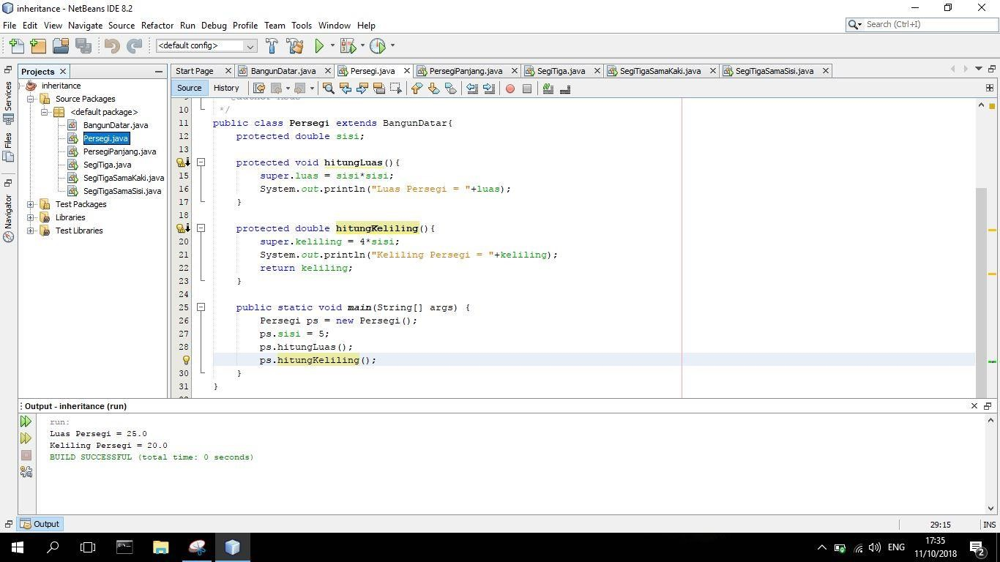 inheritance - NetBeans IDE 8.2
File Edit View Navigate Source Refactor Run Debug Profile Team Tools Window Help
Search (Ctrl+I)
<default config>
Projects
Services
Files
Navigator
inheritance
Source Packages
<default package>
BangunDatar.java
Persegi.java
PersegiPanjang.java
SegiTiga.java
SegiTigaSamaKaki.java
SegiTigaSamaSisi.java
Test Packages
Libraries
Test Libraries
Start Page BangunDatar.java Persegi.java PersegiPanjang.java SegiTiga.java SegiTigaSamaKaki.java SegiTigaSamaSisi.java
Source History
10 */
11 public class Persegi extends BangunDatar{
12 protected double sisi;
13
protected void hitungLuas(){
15 super.luas = sisi*sisi;
16 System.out.println("Luas Persegi = "+luas);
17 }
18
protected double hitungKeliling(){
20 super.keliling = 4*sisi;
21 System.out.println("Keliling Persegi = "+keliling);
22 return keliling;
23 }
24
25 public static void main(String[] args) {
26 Persegi ps = new Persegi();
27 ps.sisi = 5;
28 ps.hitungLuas();
ps.hitungKeliling();
30 }
31 }
Output - inheritance (run)
run:
Luas Persegi = 25.0
Keliling Persegi = 20.0
BUILD SUCCESSFUL (total time: 0 seconds)
Output
29:15 INS
ENG
17:35
11/10/2018
2